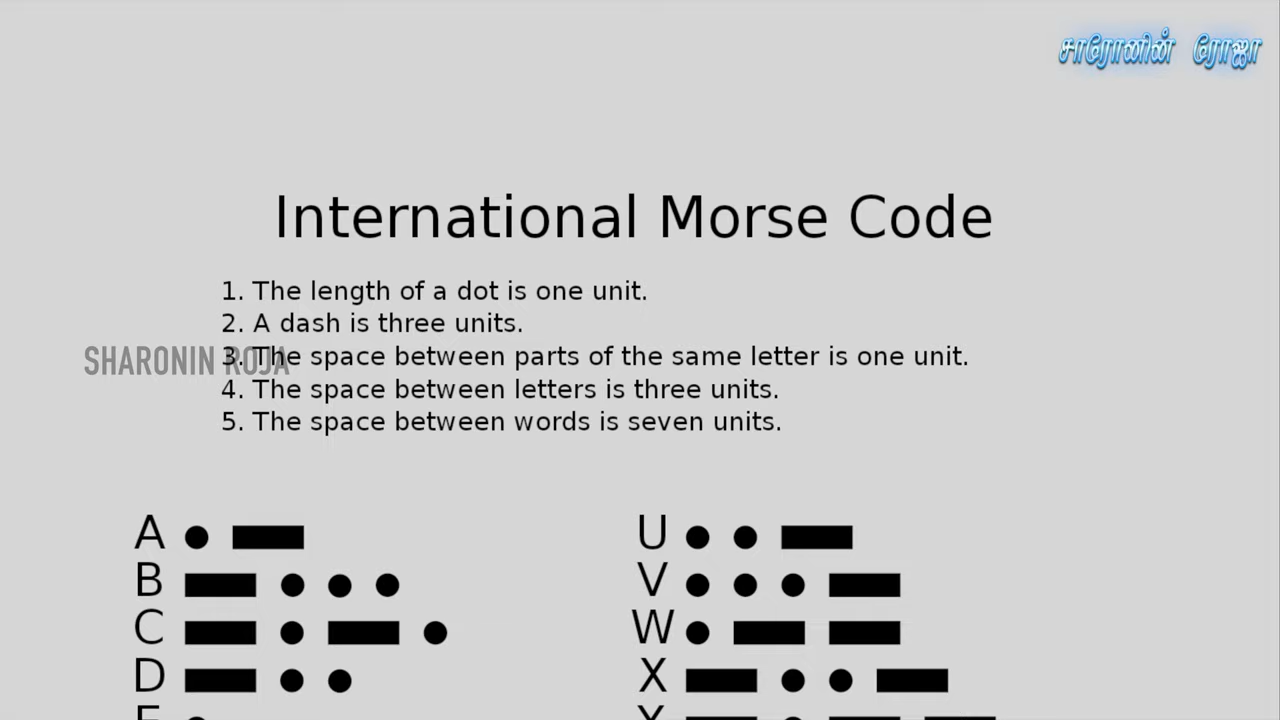 சாரோனின் ரோஜா
International Morse Code
1. The length of a dot is one unit.
2. A dash is three units.
SHARONIN ROJA
3. The space between parts of the same letter is one unit.
4. The space between letters is three units.
5. The space between words is seven units.
A
U
B
V
C
W
D
X